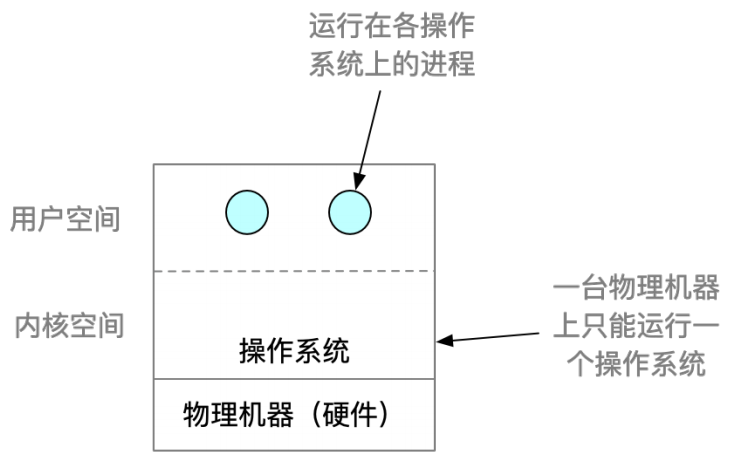 运行在各操作
系统上的进程
用户空间
内核空间
一台物理机器
上只能运行一
个操作系统
操作系统
物理机器（硬件）